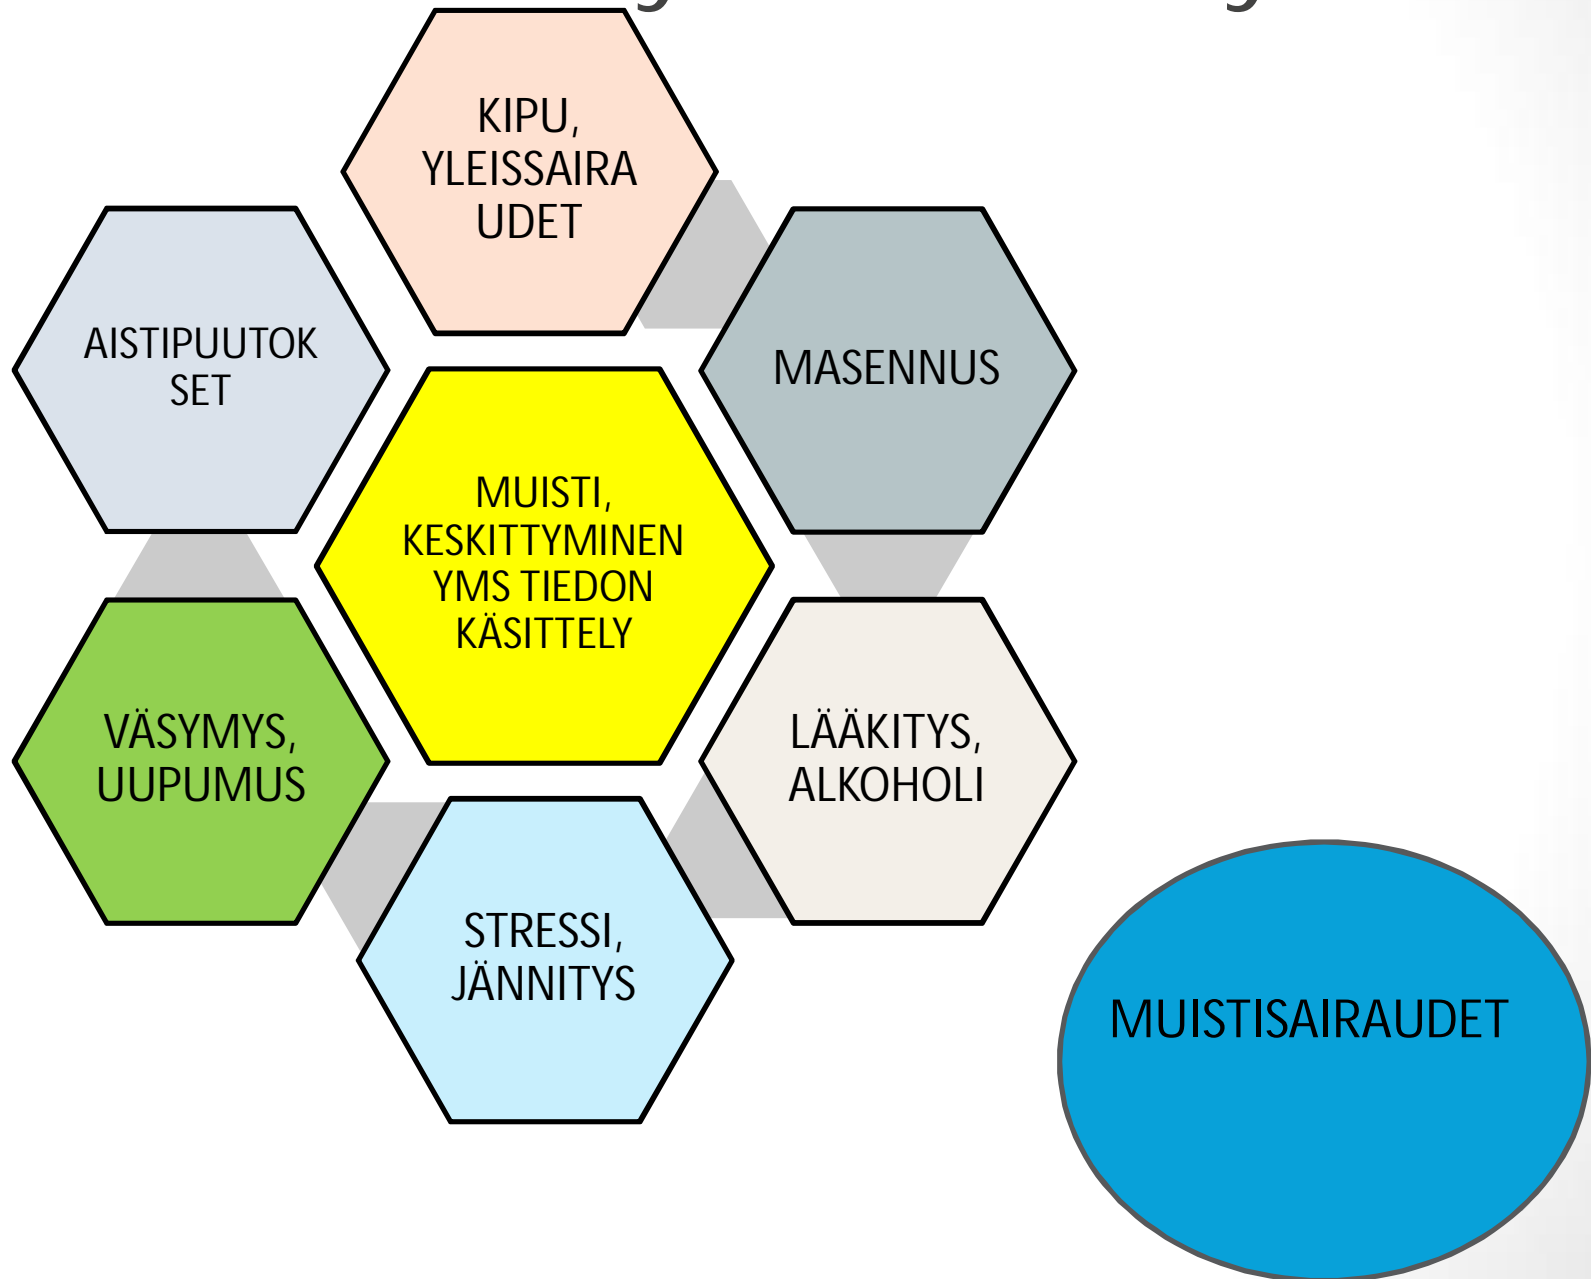 KIPU,
YLEISSAIRA
UDET
AISTIPUUTOK
SET
MASENNUS
MUISTI,
KESKITTYMINEN
YMS TIEDON
KÄSITTELY
VÄSYMYS,
UUPUMUS
LÄÄKITYS,
ALKOHOLI
STRESSI,
JÄNNITYS
MUISTISAIRAUDET